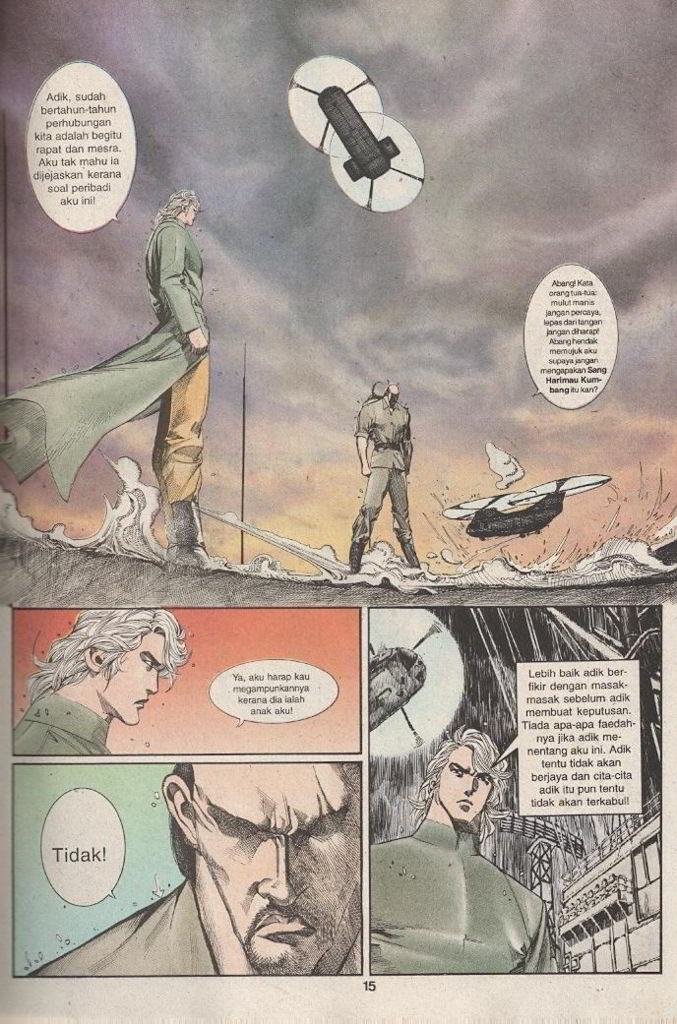 Adik, sudah
bertahun-tahun
perhubungan
kita adalah begitu
rapat dan mesra.
Aku tak mahu ia
dijejaskan kerana
soal peribadi
aku ini!
Abang! Kata
orang tua-tua:
mulut manis
jangan percaya,
lepas dari tangan
jangan diharap!
Abang hendak
memujuk aku
supaya jangan
mengapakan Sang
Harimau Kum-
bang itu kan?
Ya, aku harap kau
megampunkannya
kerana dia ialah
anak aku!
Tidak!
Lebih baik adik ber-
fikir dengan masak-
masak sebelum adik
membuat keputusan.
Tiada apa-apa faedah-
nya jika adik me-
nentang aku ini. Adik
tentu tidak akan
berjaya dan cita-cita
adik itu pun tentu
tidak akan terkabul!
15